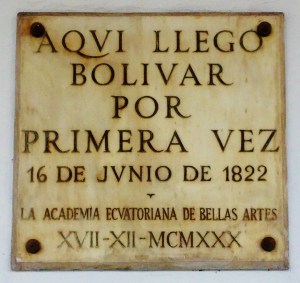 AQVI LLEGÓ
BOLIVAR
POR
PRIMERA VEZ
16 DE JVNIO DE 1822
LA ACADEMIA ECVATORIANA DE BELLAS ARTES
XVII-XII-MCMXXX